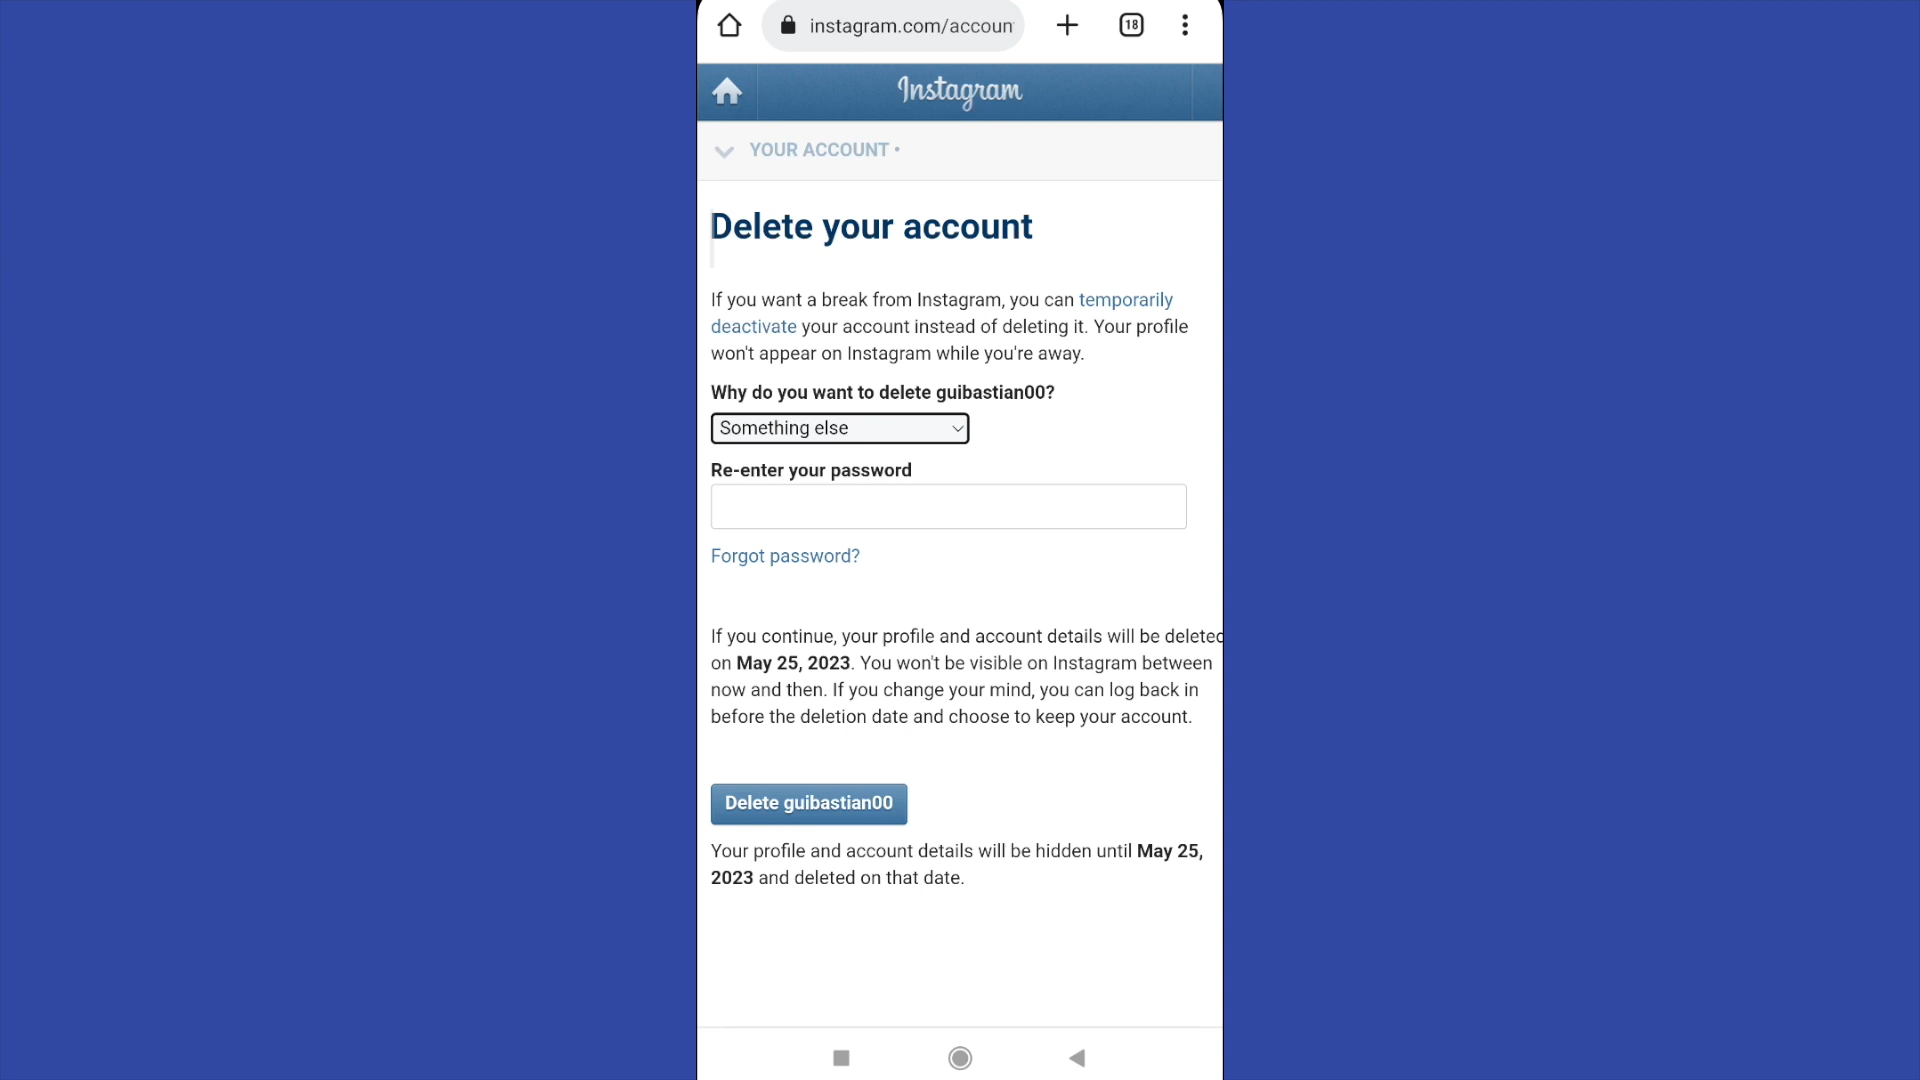 instagram.com/accoun
18
Instagram
YOUR ACCOUNT •
Delete your account
If you want a break from Instagram, you can temporarily
deactivate your account instead of deleting it. Your profile
won't appear on Instagram while you're away.
Why do you want to delete guibastian00?
Something else
Re-enter your password
Forgot password?
If you continue, your profile and account details will be deleted
on May 25, 2023. You won't be visible on Instagram between
now and then. If you change your mind, you can log back in
before the deletion date and choose to keep your account.
Delete guibastian00
Your profile and account details will be hidden until May 25,
2023 and deleted on that date.